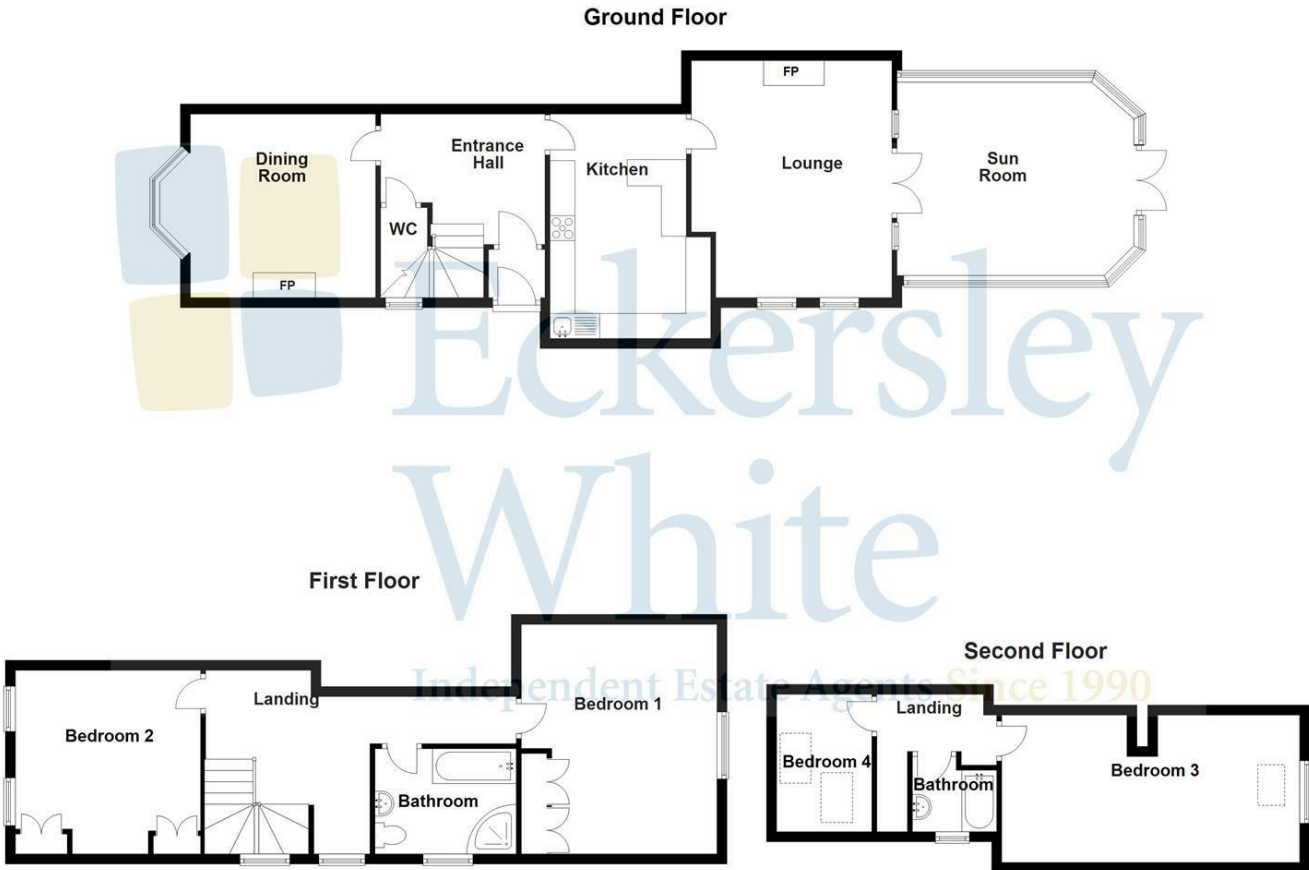 Ground Floor
FP
Dining
Room
Entrance
Hall
Kitchen
Lounge
Sun
Room
WC
FP
Eckersley
White
Independent Estate Agents Since 1990
First Floor
Landing
Bedroom 1
Bedroom 2
Bathroom
Second Floor
Landing
Bedroom 4
Bedroom 3
Bathroom